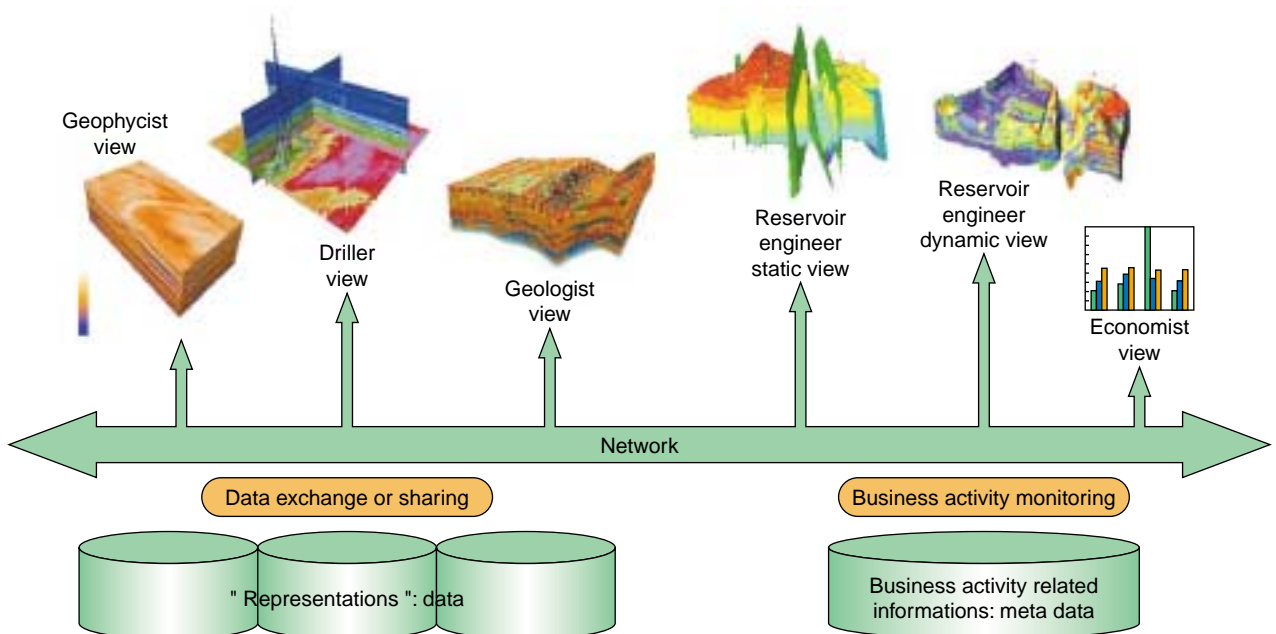 Geophycist
view
Driller
view
Geologist
view
Reservoir
engineer
static view
Reservoir
engineer
dynamic view
Economist
view
Network
Data exchange or sharing
Business activity monitoring
" Representations ": data
Business activity related
informations: meta data